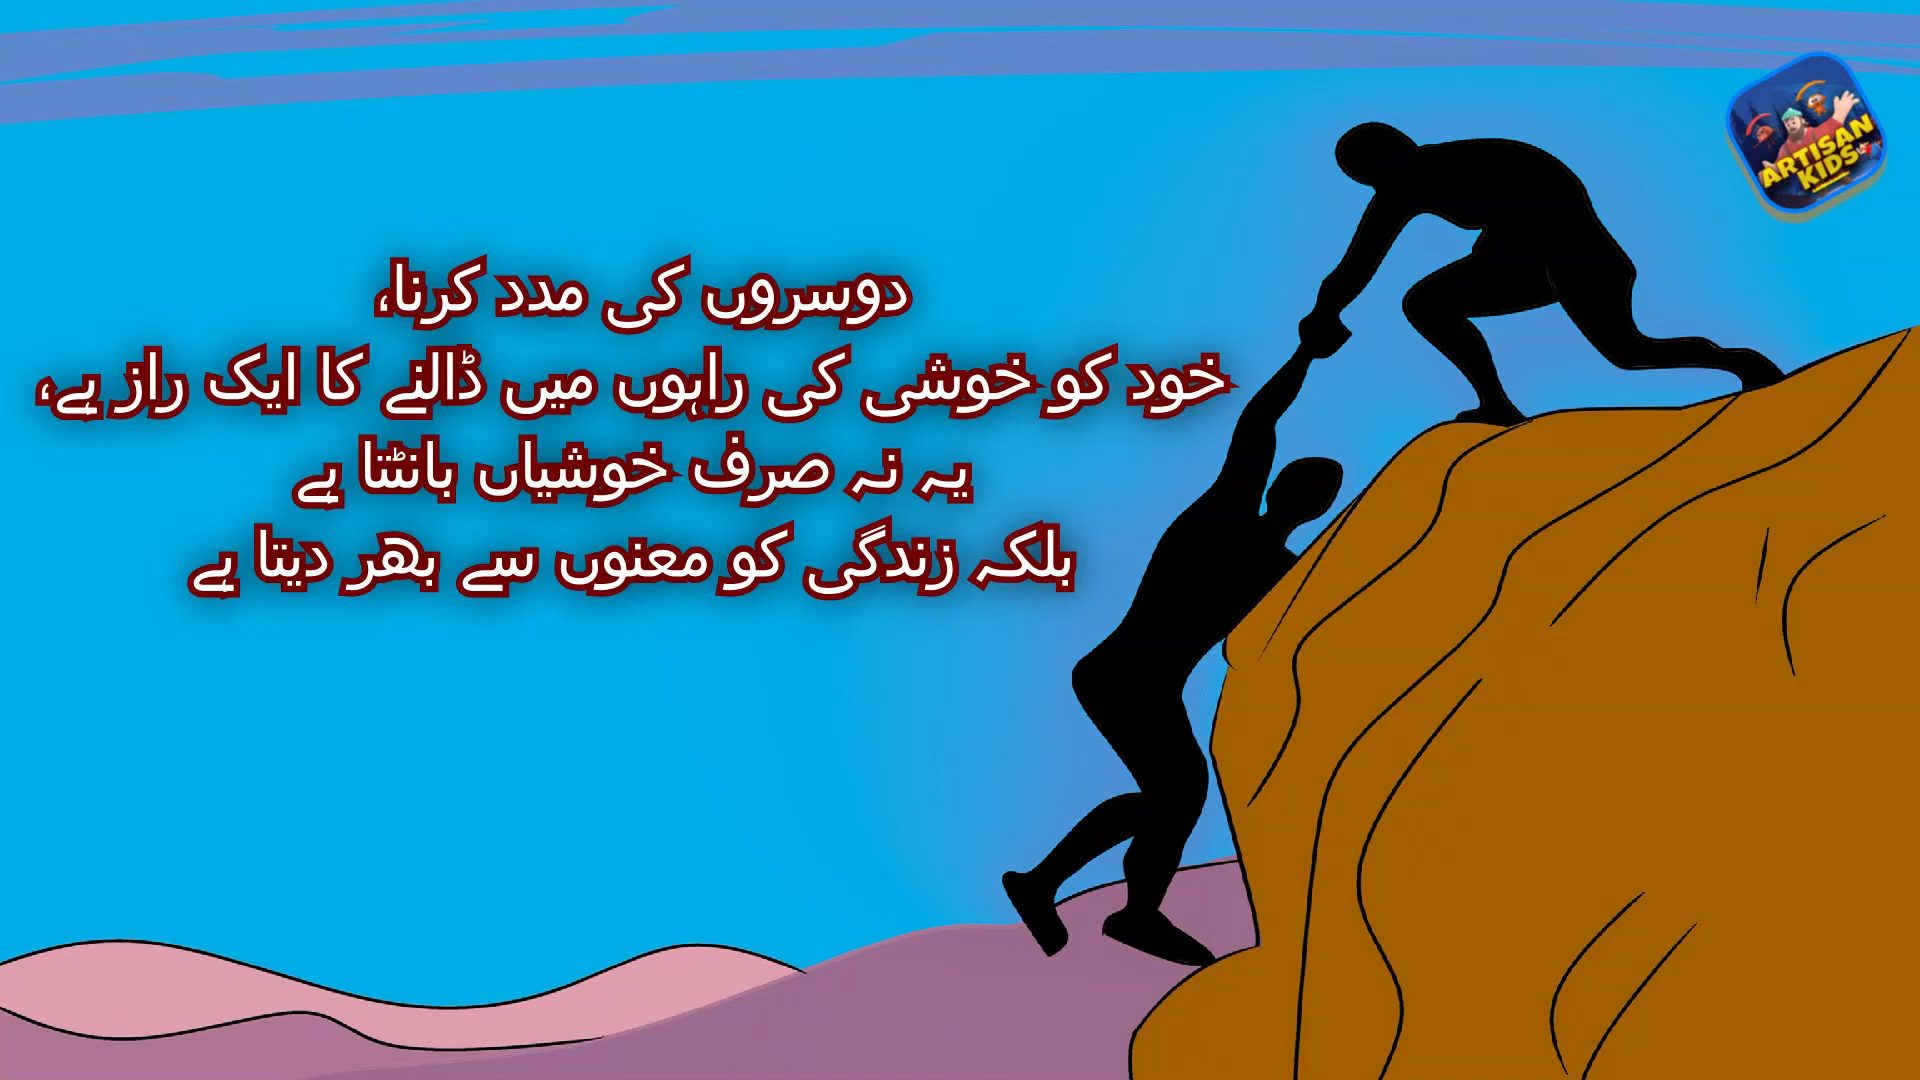 دوسروں کی مدد کرنا،
خود کو خوشی کی راہوں میں ڈالنے کا ایک راز ہے،
یہ نہ صرف خوشیاں بانٹتا ہے
بلکہ زندگی کو معنوں سے بھر دیتا ہے
ARTISAN
KIDS